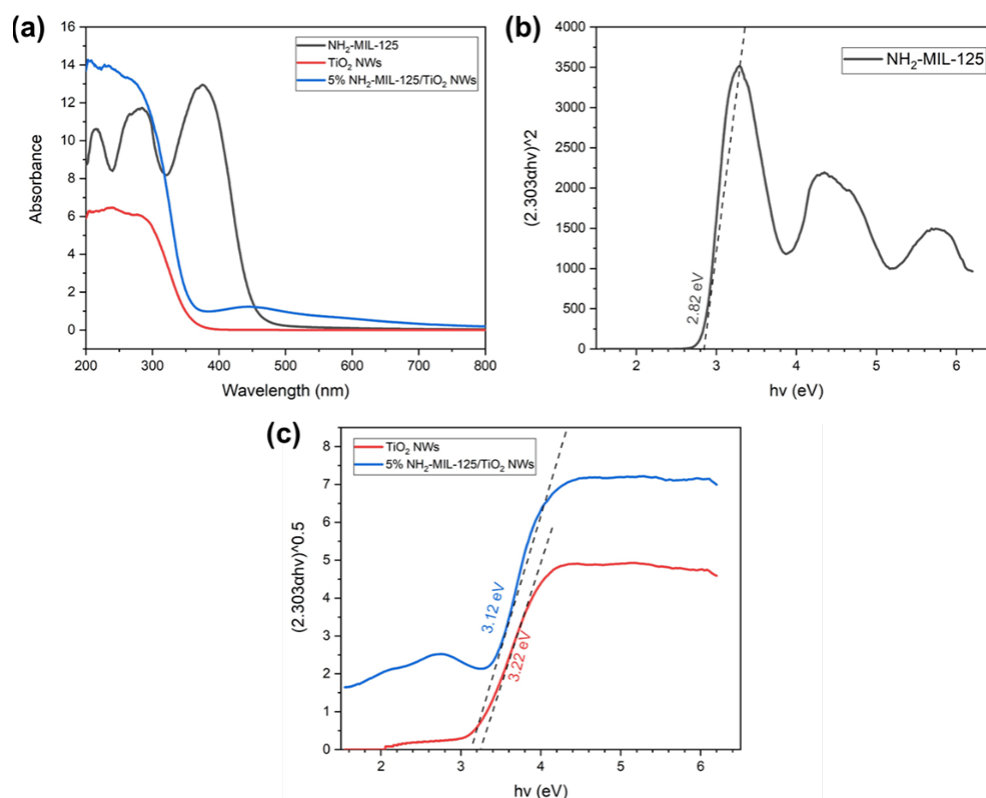 (a)
16
14
12
10
8
6
4
2
0
Absorbance
200 300 400 500 600 700 800
Wavelength (nm)
NH₂-MIL-125
TiO₂ NWs
5% NH₂-MIL-125/TiO₂ NWs
(b)
4000
3500
3000
2500
2000
1500
1000
500
0
(2.303αhν)^2
2 3 4 5 6
hν (eV)
NH₂-MIL-125
2.82 eV
(c)
8
7
6
5
4
3
2
1
0
(2.303αhν)^0.5
2 3 4 5 6
hν (eV)
TiO₂ NWs
5% NH₂-MIL-125/TiO₂ NWs
3.12 eV
3.22 eV